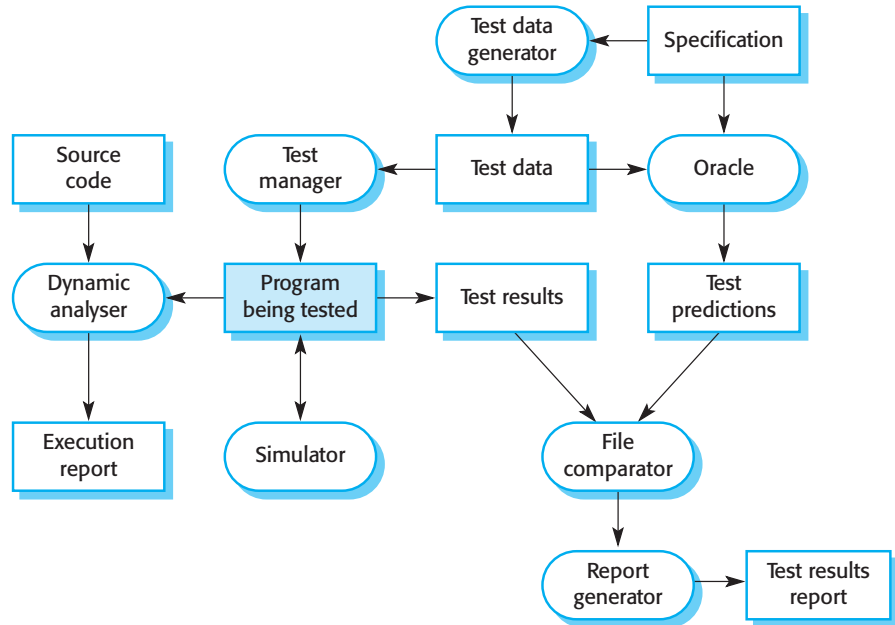 Test data
generator
Specification
Source
code
Test
manager
Test data
Oracle
Dynamic
analyser
Program
being tested
Test results
Test
predictions
Execution
report
Simulator
File
comparator
Report
generator
Test results
report